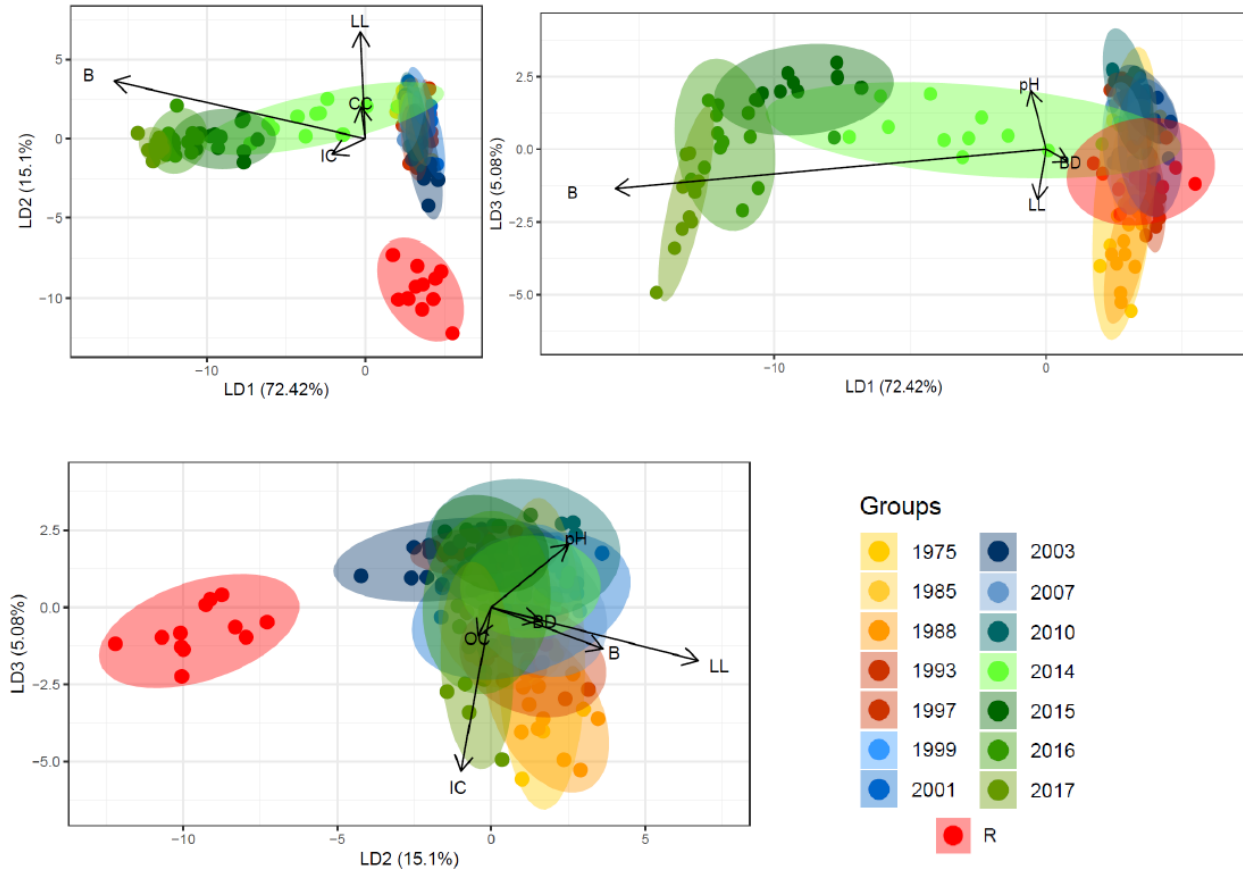 LL
B
CC
IC
5
0
−5
−10
LD2 (15.1%)
−10
0
LD1 (72.42%)
pH
BD
B
LL
2.5
0.0
−2.5
−5.0
LD3 (5.08%)
−10
0
LD1 (72.42%)
pH
OC
BD
B
LL
IC
2.5
0.0
−2.5
−5.0
LD3 (5.08%)
−10
−5
0
5
LD2 (15.1%)
Groups
1975 2003
1985 2007
1988 2010
1993 2014
1997 2015
1999 2016
2001 2017
R